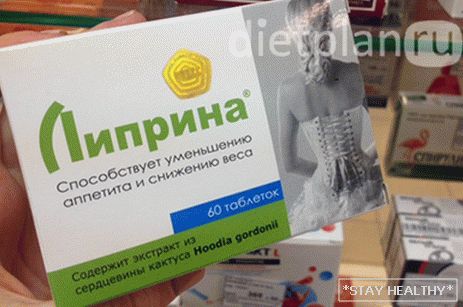 dietplan.ru
Липрина®
Способствует уменьшению
аппетита и снижению веса
60 таблеток
Содержит экстракт из
сердцевины кактуса Hoodia gordonii
*STAY HEALTHY*